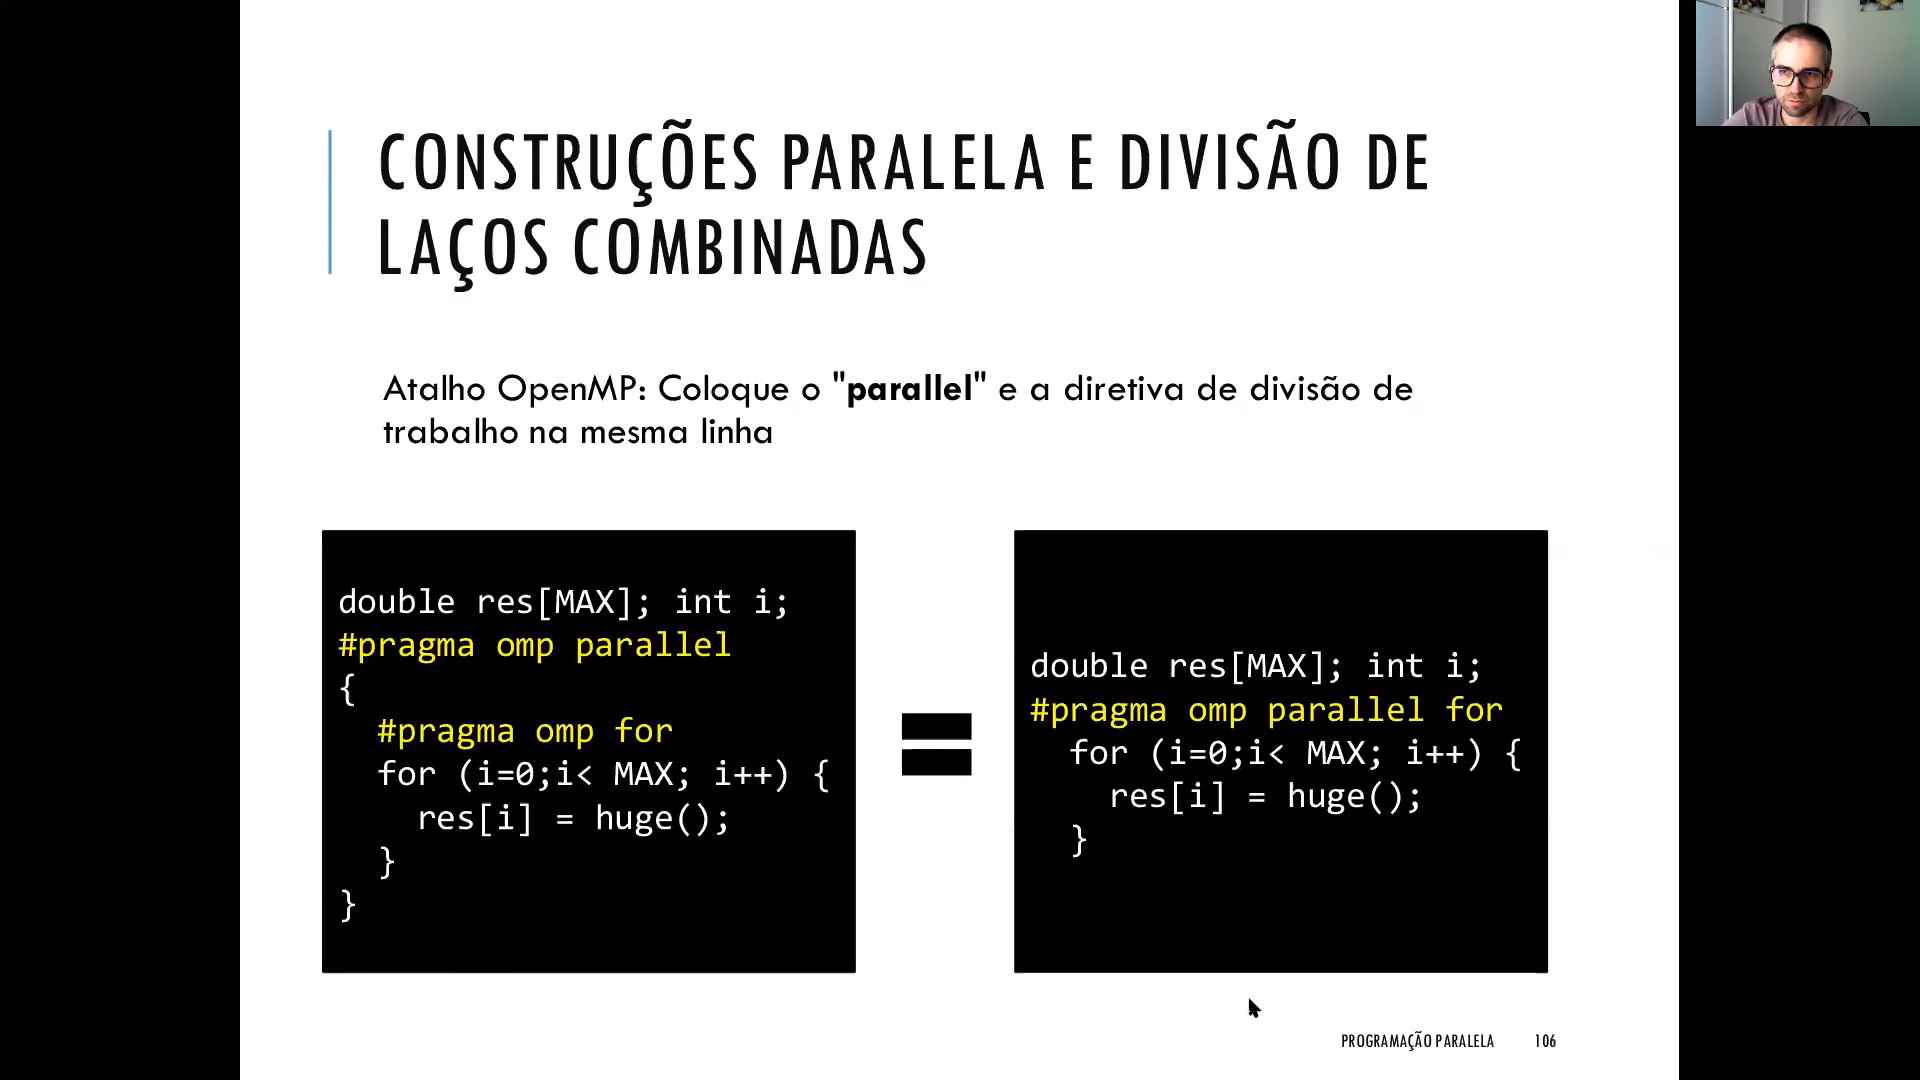 CONSTRUÇÕES PARALELA E DIVISÃO DE
LAÇOS COMBINADAS
Atalho OpenMP: Coloque o "parallel" e a diretiva de divisão de
trabalho na mesma linha
double res[MAX]; int i;
#pragma omp parallel
{
  #pragma omp for
  for (i=0;i< MAX; i++) {
    res[i] = huge();
  }
}
=
double res[MAX]; int i;
#pragma omp parallel for
  for (i=0;i< MAX; i++) {
    res[i] = huge();
  }
PROGRAMAÇÃO PARALELA 106